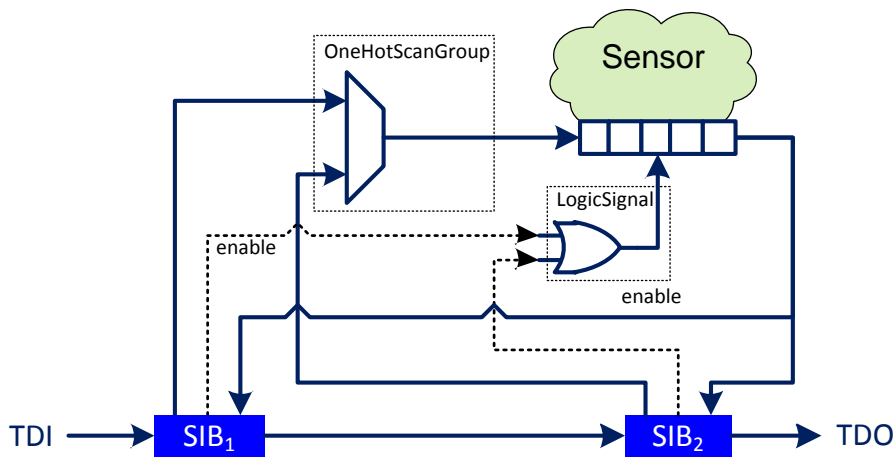 OneHotScanGroup
Sensor
LogicSignal
enable
enable
TDI
SIB1
SIB2
TDO